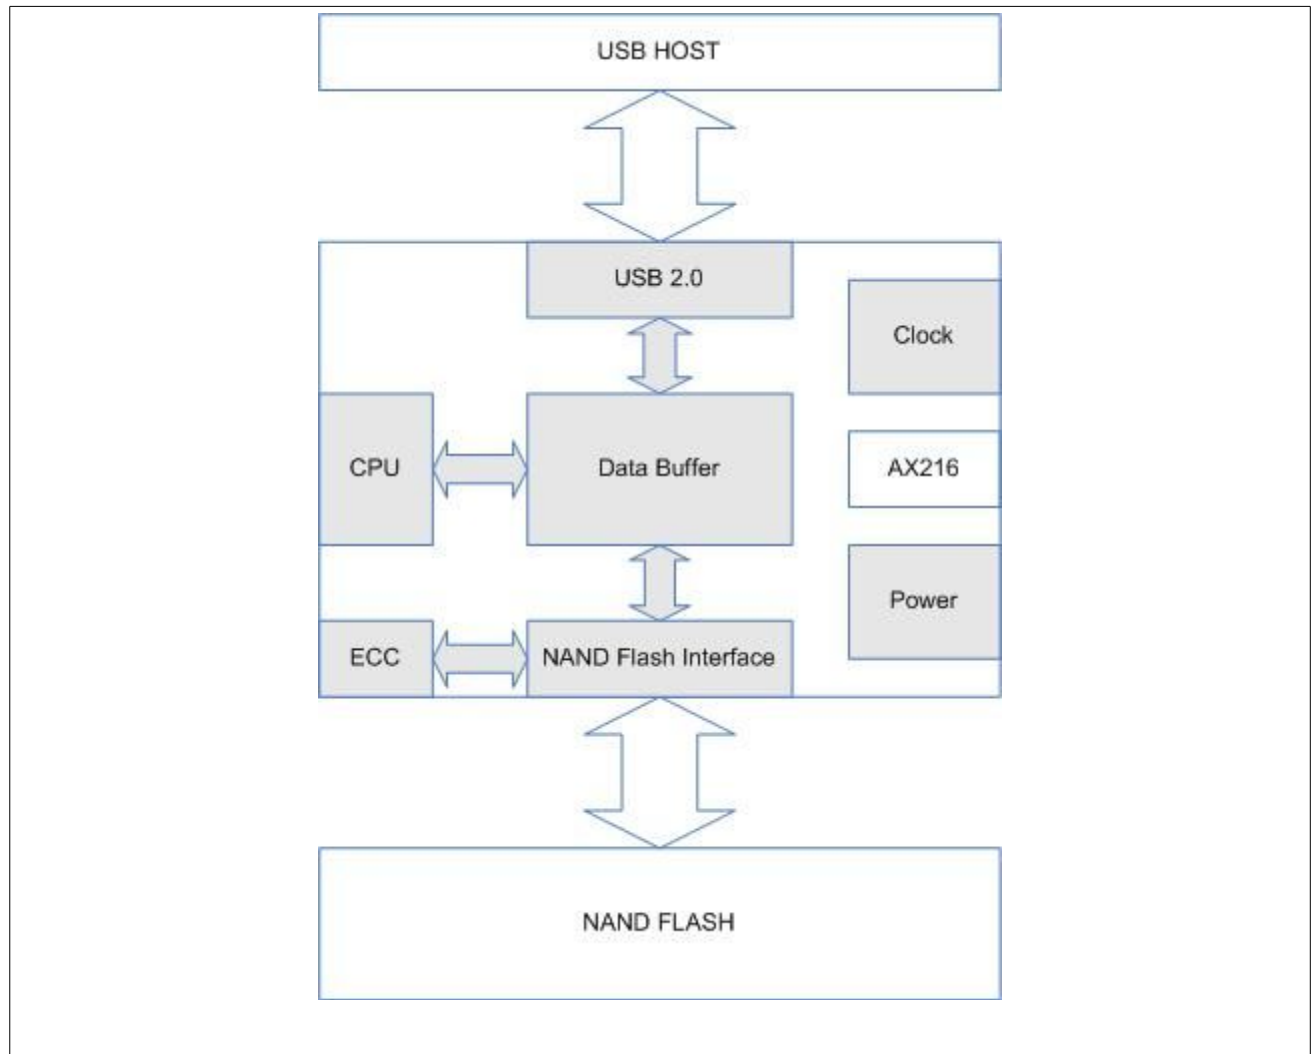 USB HOST
USB 2.0
Clock
CPU
Data Buffer
AX216
Power
ECC
NAND Flash Interface
NAND FLASH